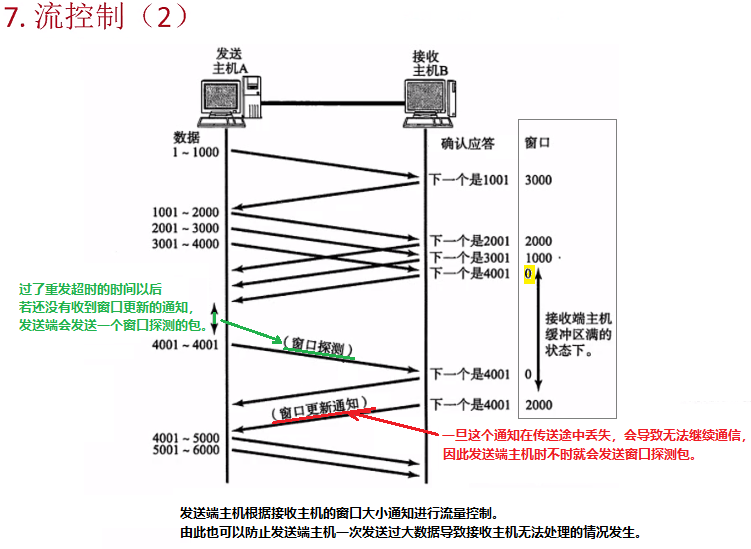 7. 流控制（2）
发送
主机A
接收
主机B
数据
确认应答
窗口
1 ~ 1000
下一个是1001
3000
1001 ~ 2000
2001 ~ 3000
3001 ~ 4000
下一个是2001
2000
下一个是3001
1000
下一个是4001
0
过了重发超时的时间以后
若还没有收到窗口更新的通知，
发送端会发送一个窗口探测的包。
接收端主机
缓冲区满的
状态下。
4001 ~ 4001
（窗口探测）
下一个是4001
0
（窗口更新通知）
下一个是4001
2000
一旦这个通知在传送途中丢失，会导致无法继续通信，
因此发送端主机时不时就会发送窗口探测包。
4001 ~ 5000
5001 ~ 6000
发送端主机根据接收主机的窗口大小通知进行流量控制。
由此也可以防止发送端主机一次发送过大数据导致接收主机无法处理的情况发生。